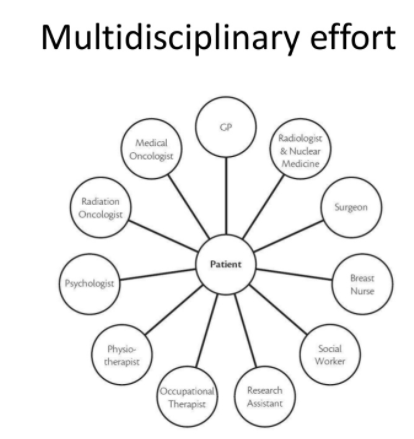 Multidisciplinary effort
GP
Radiologist
& Nuclear
Medicine
Surgeon
Breast
Nurse
Social
Worker
Research
Assistant
Occupational
Therapist
Physio-
therapist
Psychologist
Radiation
Oncologist
Medical
Oncologist
Patient